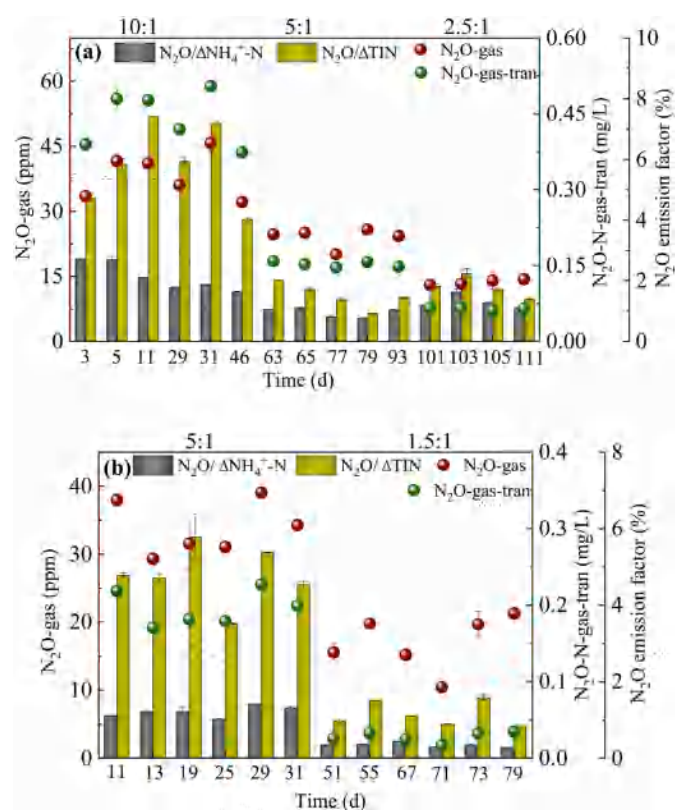 10:1 5:1 2.5:1
(a) N₂O/ΔNH₄⁺-N N₂O/ΔTIN N₂O-gas
N₂O-gas-tran
60
45
30
15
0
N₂O-gas (ppm)
0.60
0.45
0.30
0.15
0.00
N₂O-N-gas-tran (mg/L)
10
8
6
4
2
0
N₂O emission factor (%)
3 5 11 29 31 46 63 65 77 79 93 101 103 105 111
Time (d)
5:1 1.5:1
(b) N₂O/ΔNH₄⁺-N N₂O/ΔTIN N₂O-gas
N₂O-gas-tran
40
30
20
10
0
N₂O-gas (ppm)
0.4
0.3
0.2
0.1
0.0
N₂O-N-gas-tran (mg/L)
8
6
4
2
0
N₂O emission factor (%)
11 13 19 25 29 31 51 55 67 71 73 79
Time (d)